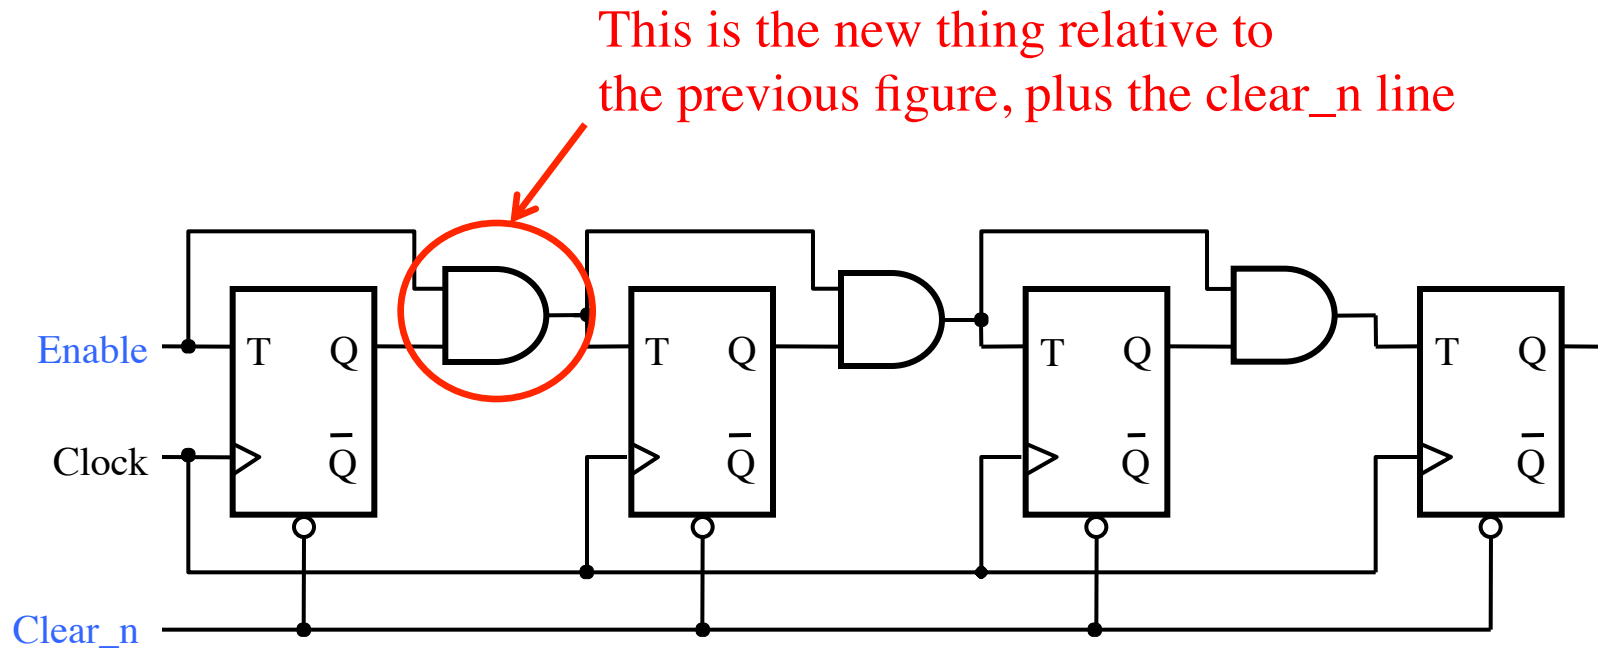 This is the new thing relative to
the previous figure, plus the clear_n line
Enable
T
Q
T
Q
T
Q
T
Q
Clock
Q̅
Q̅
Q̅
Q̅
Clear_n